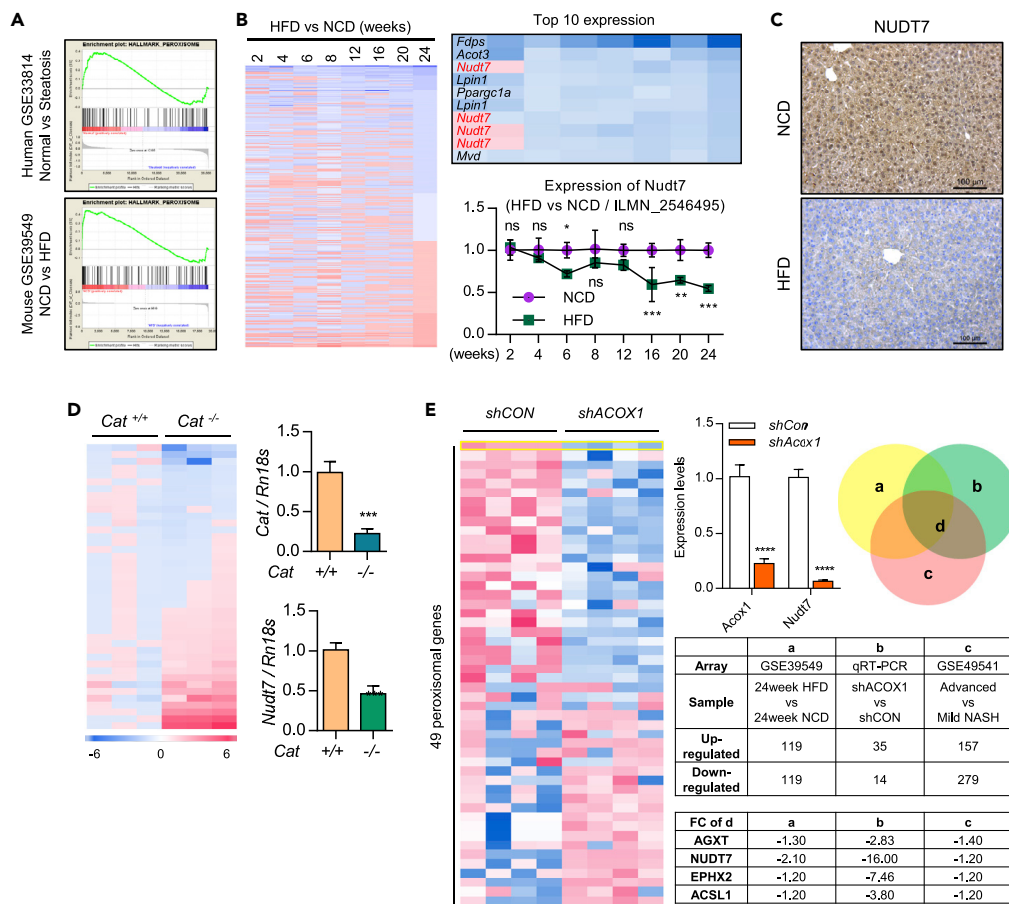 A
Human GSE33814
Normal vs Steatosis
Enrichment plot: HALLMARK_PEROXISOME
Mouse GSE39549
NCD vs HFD
Enrichment plot: HALLMARK_PEROXISOME
B
HFD vs NCD (weeks)
2 4 6 8 12 16 20 24
Top 10 expression
Fdps
Acot3
Nudt7
Lpin1
Ppargc1a
Lpin1
Nudt7
Nudt7
Nudt7
Mvd
Expression of Nudt7
(HFD vs NCD / ILMN_2546495)
ns ns * ns
1.5
1.0
0.5
0
ns
*** ** ***
NCD
HFD
(weeks) 2 4 6 8 12 16 20 24
C
NUDT7
NCD
100 µm
HFD
100 µm
D
Cat +/+ Cat -/-
-6 0 6
Cat / Rn18s
1.5
1.0
0.5
0.0
***
Cat +/+ -/-
Nudt7 / Rn18s
1.5
1.0
0.5
0.0
Cat +/+ -/-
E
shCON shACOX1
49 peroxisomal genes
Expression levels
1.5
1.0
0.5
0.0
shCon
shAcox1
**** ****
Acox1 Nudt7
a b
d
c
a b c
Array GSE39549 qRT-PCR GSE49541
Sample 24week HFD vs 24week NCD shACOX1 vs shCON Advanced vs Mild NASH
Up-regulated 119 35 157
Down-regulated 119 14 279
FC of d a b c
AGXT -1.30 -2.83 -1.40
NUDT7 -2.10 -16.00 -1.20
EPHX2 -1.20 -7.46 -1.20
ACSL1 -1.20 -3.80 -1.20